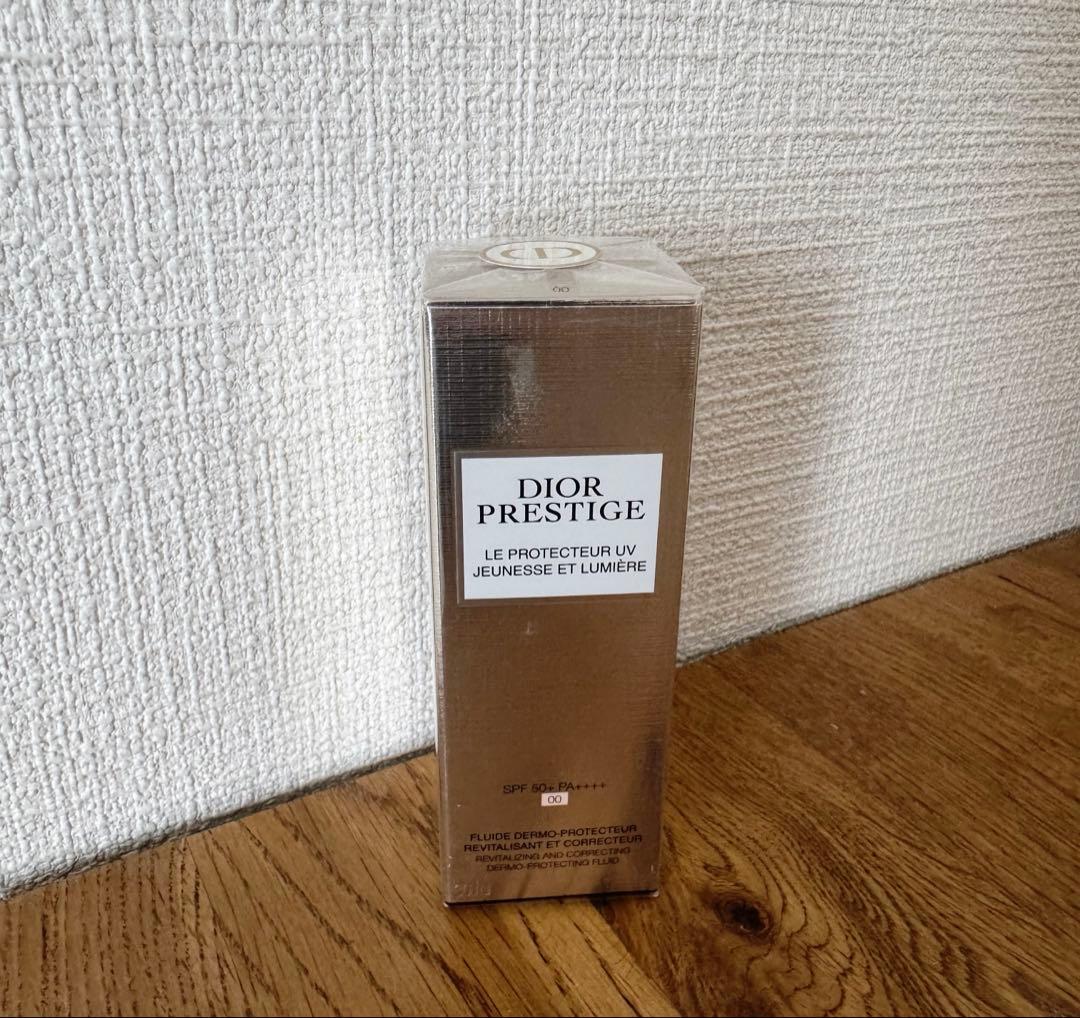 00
DIOR
PRESTIGE
LE PROTECTEUR UV
JEUNESSE ET LUMIÈRE
SPF 50+ PA++++
00
FLUIDE DERMO-PROTECTEUR
REVITALISANT ET CORRECTEUR
REVITALIZING AND CORRECTING
DERMO-PROTECTING FLUID